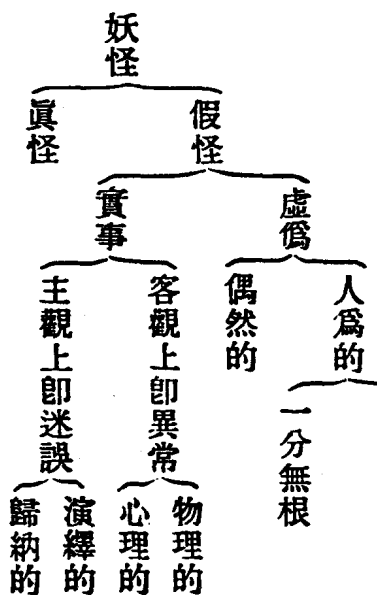 妖怪
假怪
眞怪
虛僞
實事
人爲的
偶然的
客觀上卽異常
主觀上卽迷誤
一分無根
物理的
心理的
演繹的
歸納的